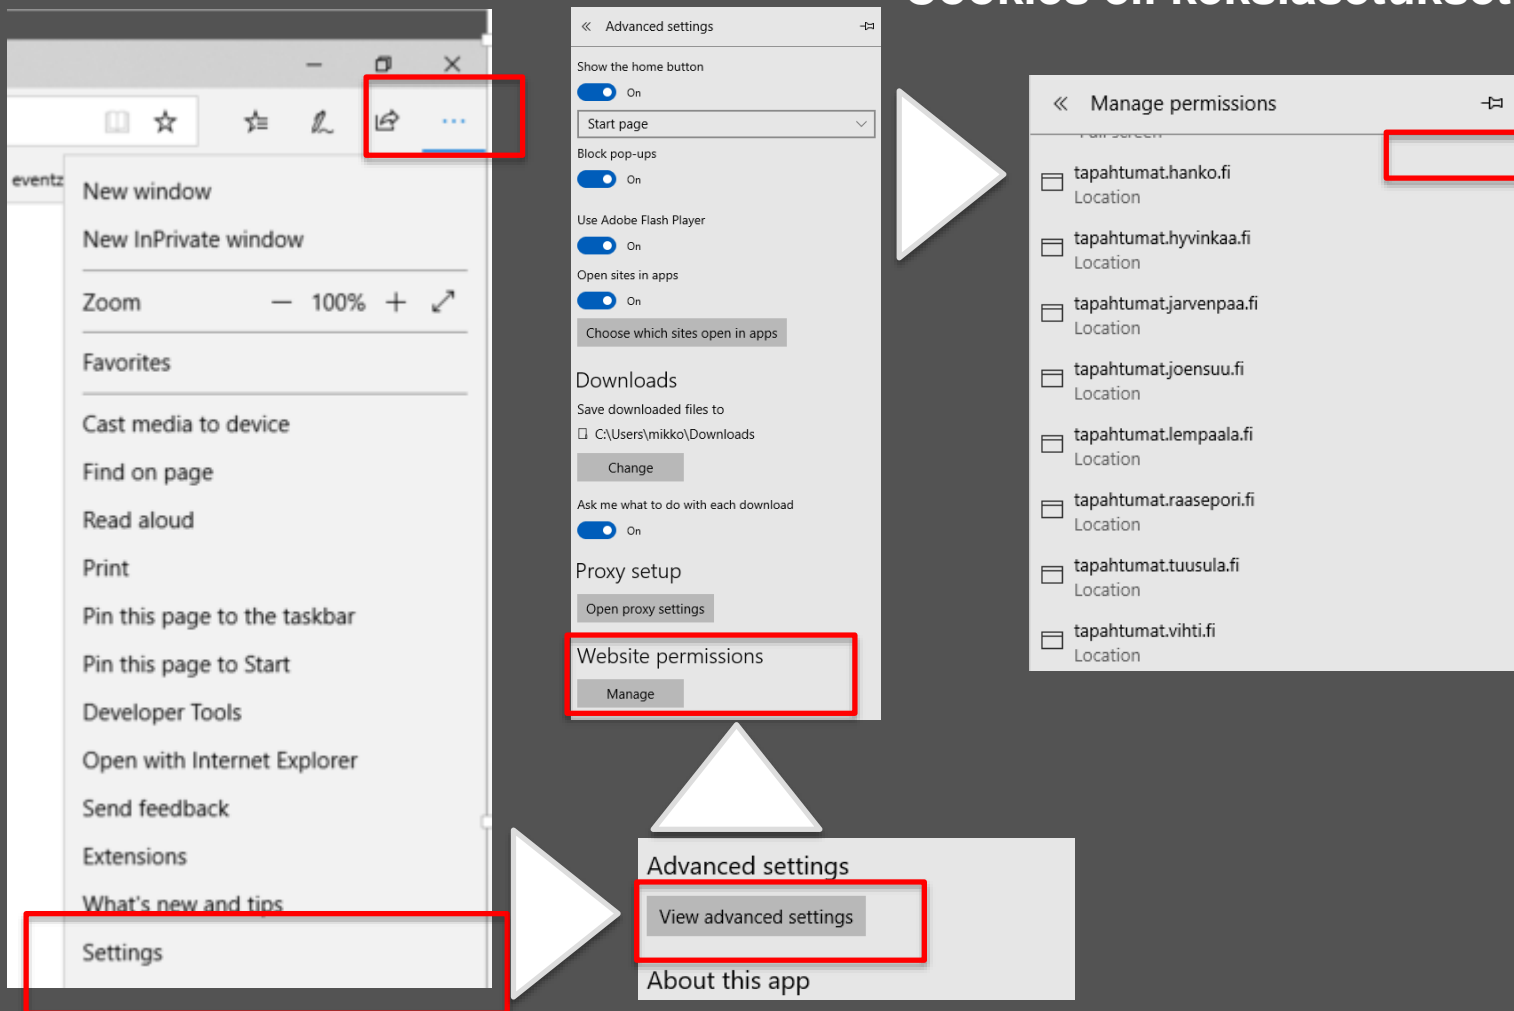 eventz
New window
New InPrivate window
Zoom
100%
Favorites
Cast media to device
Find on page
Read aloud
Print
Pin this page to the taskbar
Pin this page to Start
Developer Tools
Open with Internet Explorer
Send feedback
Extensions
What's new and tips
Settings
Advanced settings
View advanced settings
About this app
Advanced settings
Show the home button
On
Start page
Block pop-ups
On
Use Adobe Flash Player
On
Open sites in apps
On
Choose which sites open in apps
Downloads
Save downloaded files to
C:\Users\mikko\Downloads
Change
Ask me what to do with each download
On
Proxy setup
Open proxy settings
Website permissions
Manage
Manage permissions
tapahtumat.hanko.fi
Location
tapahtumat.hyvinkaa.fi
Location
tapahtumat.jarvenpaa.fi
Location
tapahtumat.joensuu.fi
Location
tapahtumat.lempaala.fi
Location
tapahtumat.raasepori.fi
Location
tapahtumat.tuusula.fi
Location
tapahtumat.vihti.fi
Location